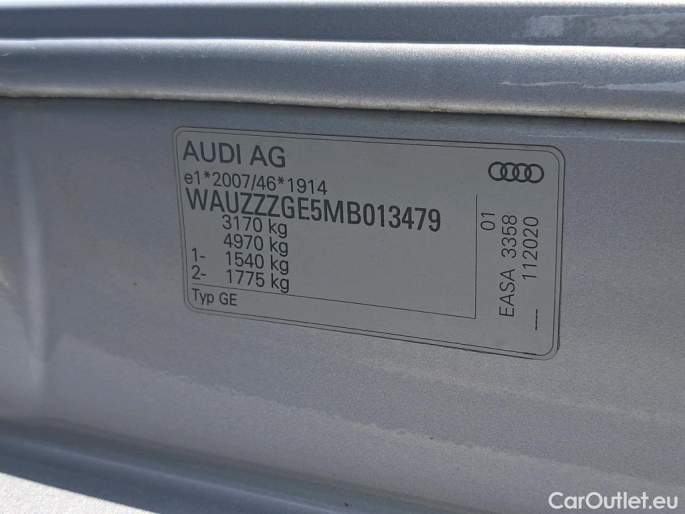 AUDI AG
e1*2007/46*1914
WAUZZZGE5MB013479
3170 kg
4970 kg
1- 1540 kg
2- 1775 kg
Typ GE
01
EASA 3358
112020
CarOutlet.eu